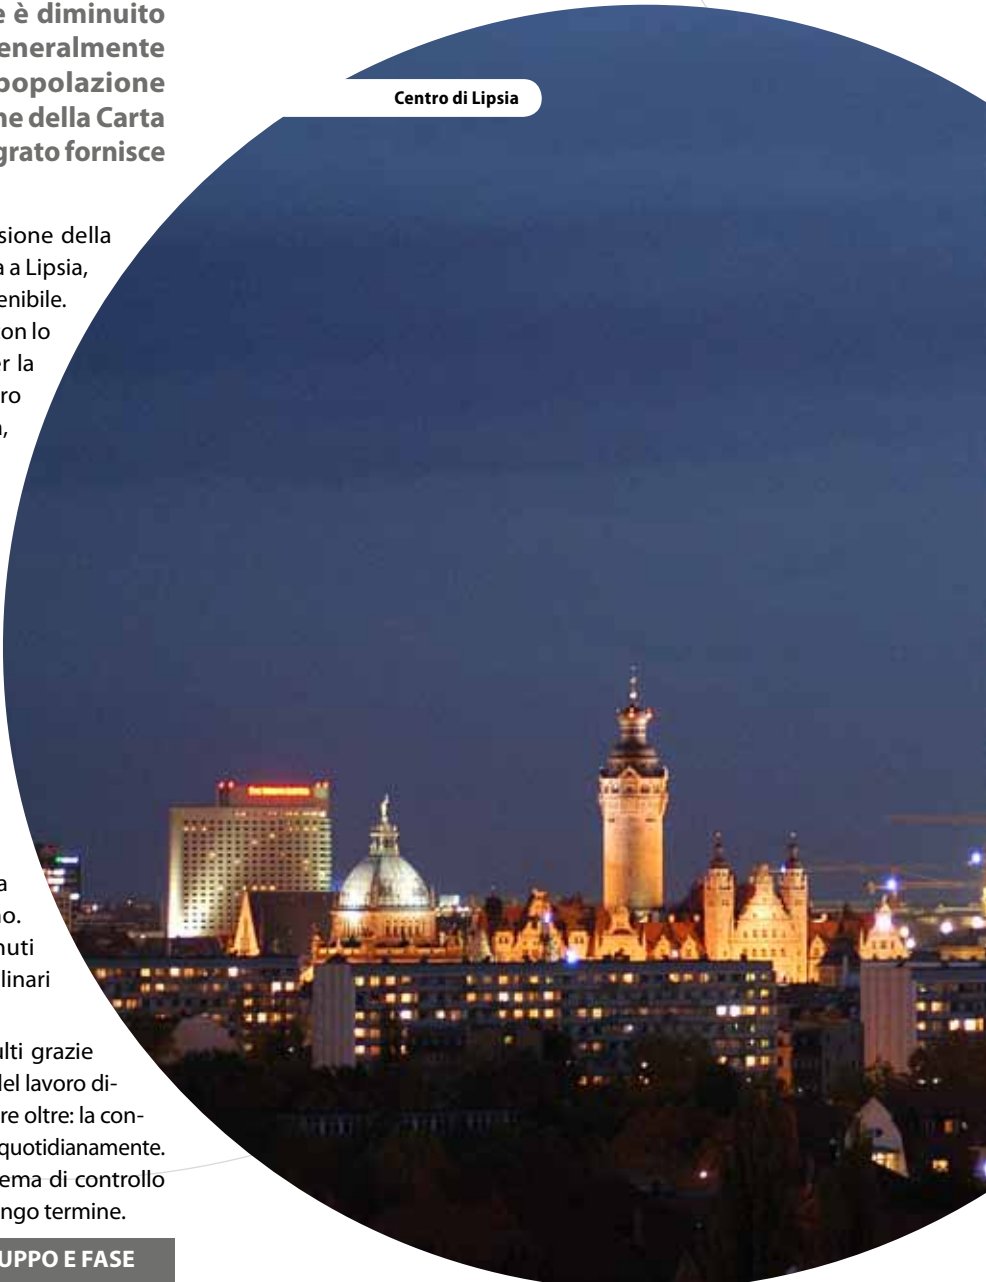 e è diminuito
eneralmente
popolazione
ne della Carta
grato fornisce
Centro di Lipsia
sione della
a a Lipsia,
enibile.
on lo
er la
ro
,
a
no.
nuti
linari
ulti grazie
del lavoro di-
re oltre: la con-
quotidianamente.
ema di controllo
ngo termine.
UPPO E FASE